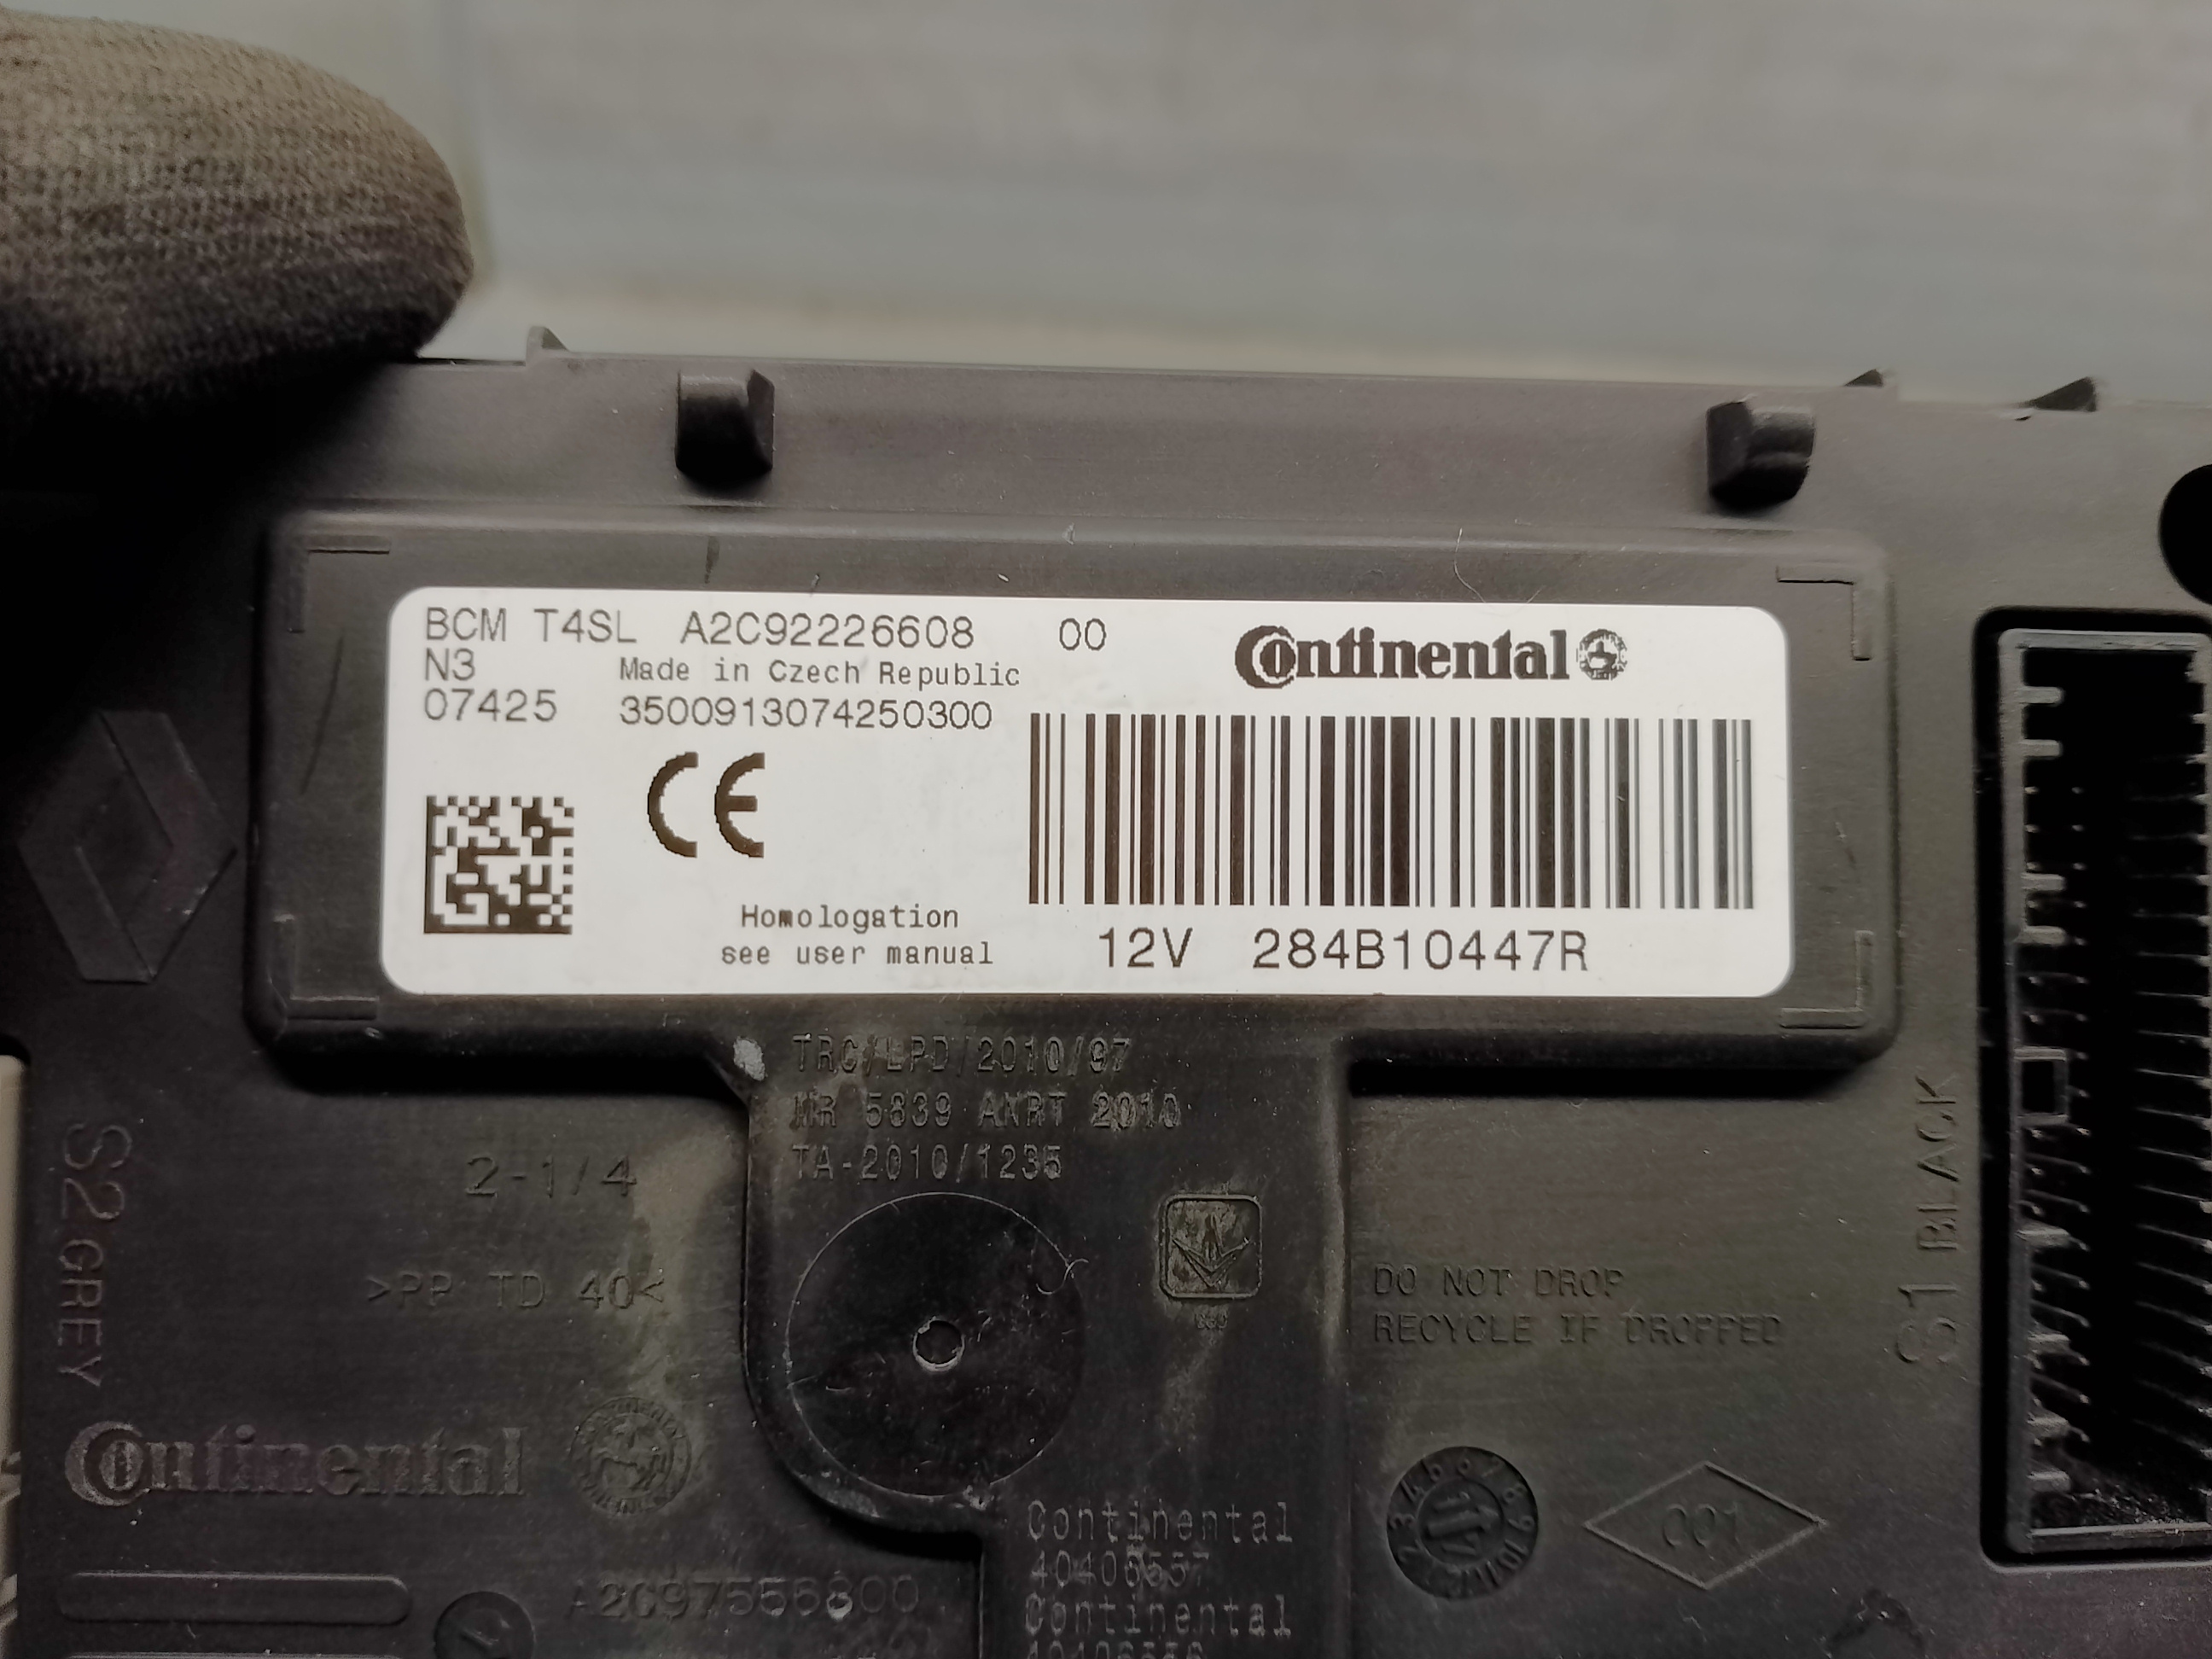 BCM T4SL A2C92226608 00
Continental
N3 Made in Czech Republic
07425 3500913074250300
CE
Homologation
see user manual
12V 284B10447R
TRC/LPD/2010/97
MR 5839 ANRT 2010
TA-2010/1235
2-1/4
>PP TD 40<
S2 GREY
DO NOT DROP
RECYCLE IF DROPPED
S1 BLACK
Continental
Continental
40406557
001
Continental